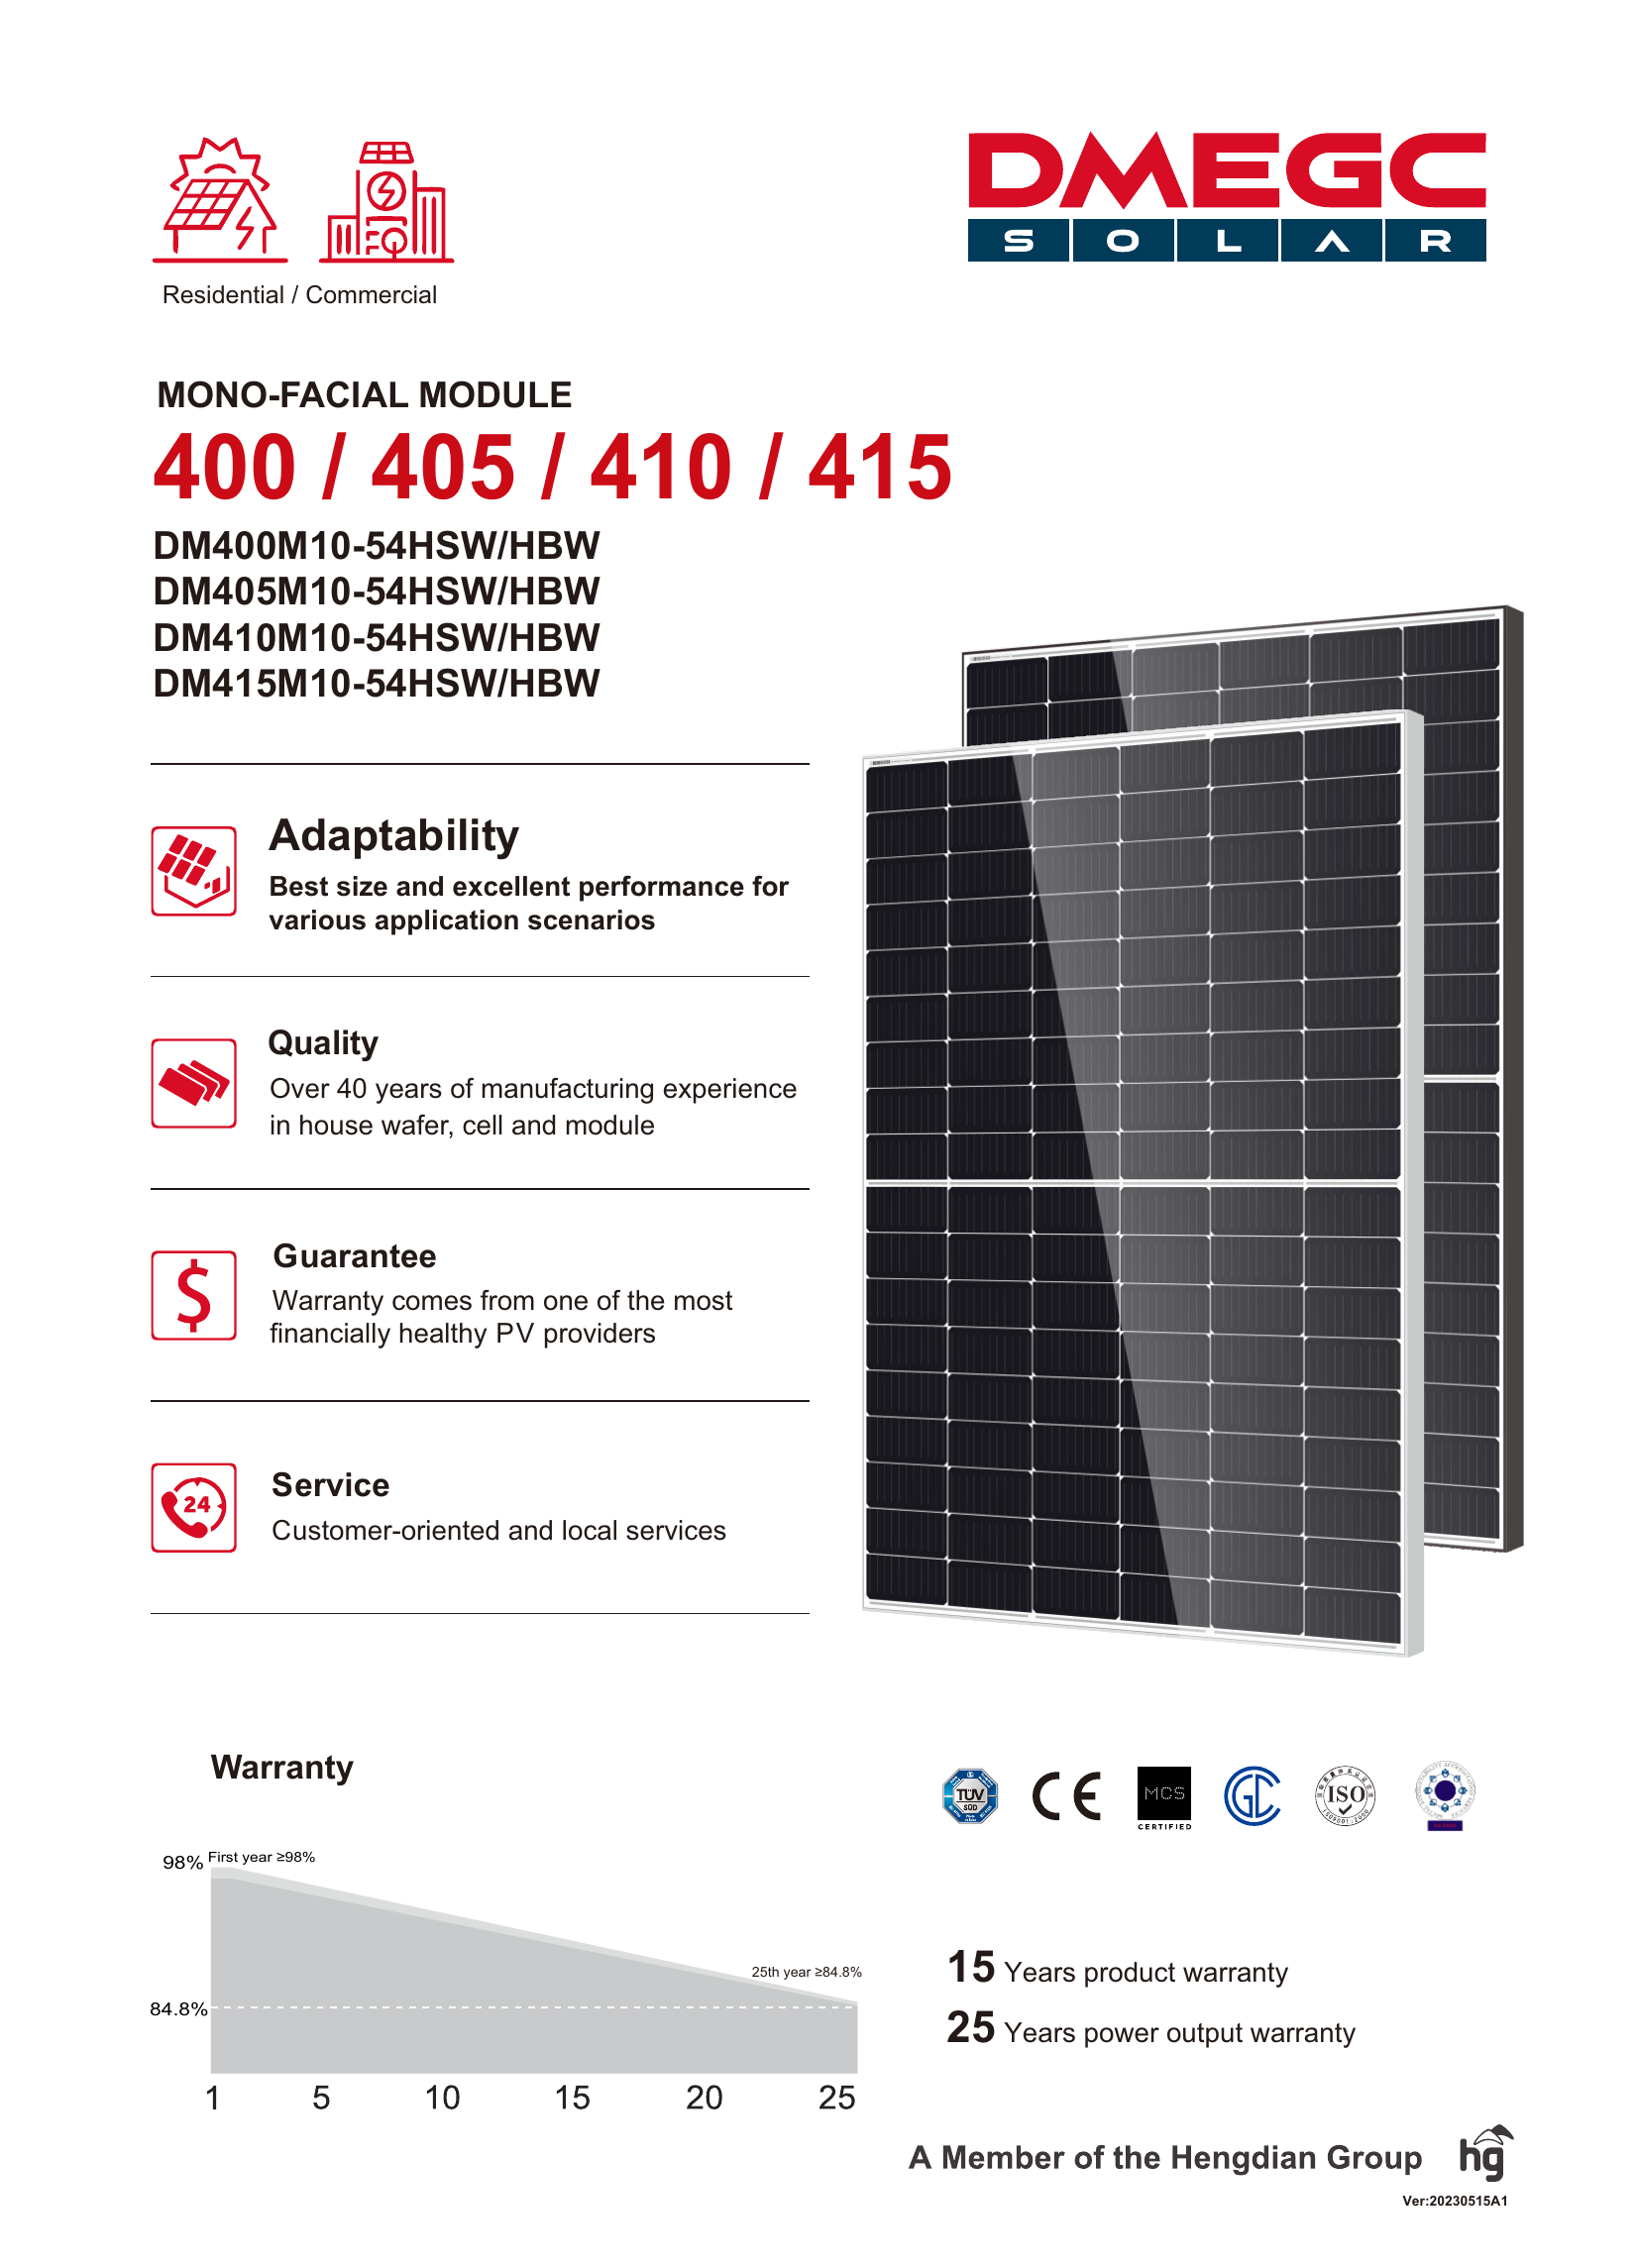 DMEGC
SOLAR
Residential / Commercial
MONO-FACIAL MODULE
400 / 405 / 410 / 415
DM400M10-54HSW/HBW
DM405M10-54HSW/HBW
DM410M10-54HSW/HBW
DM415M10-54HSW/HBW
Adaptability
Best size and excellent performance for
various application scenarios
Quality
Over 40 years of manufacturing experience
in house wafer, cell and module
Guarantee
$
Warranty comes from one of the most
financially healthy PV providers
Service
24
Customer-oriented and local services
Warranty
TÜV
SÜD
CE
MCS
CERTIFIED
CGC
ISO
98%
First year ≥98%
25th year ≥84.8%
84.8%
1 5 10 15 20 25
15 Years product warranty
25 Years power output warranty
A Member of the Hengdian Group
hg
Ver:20230515A1